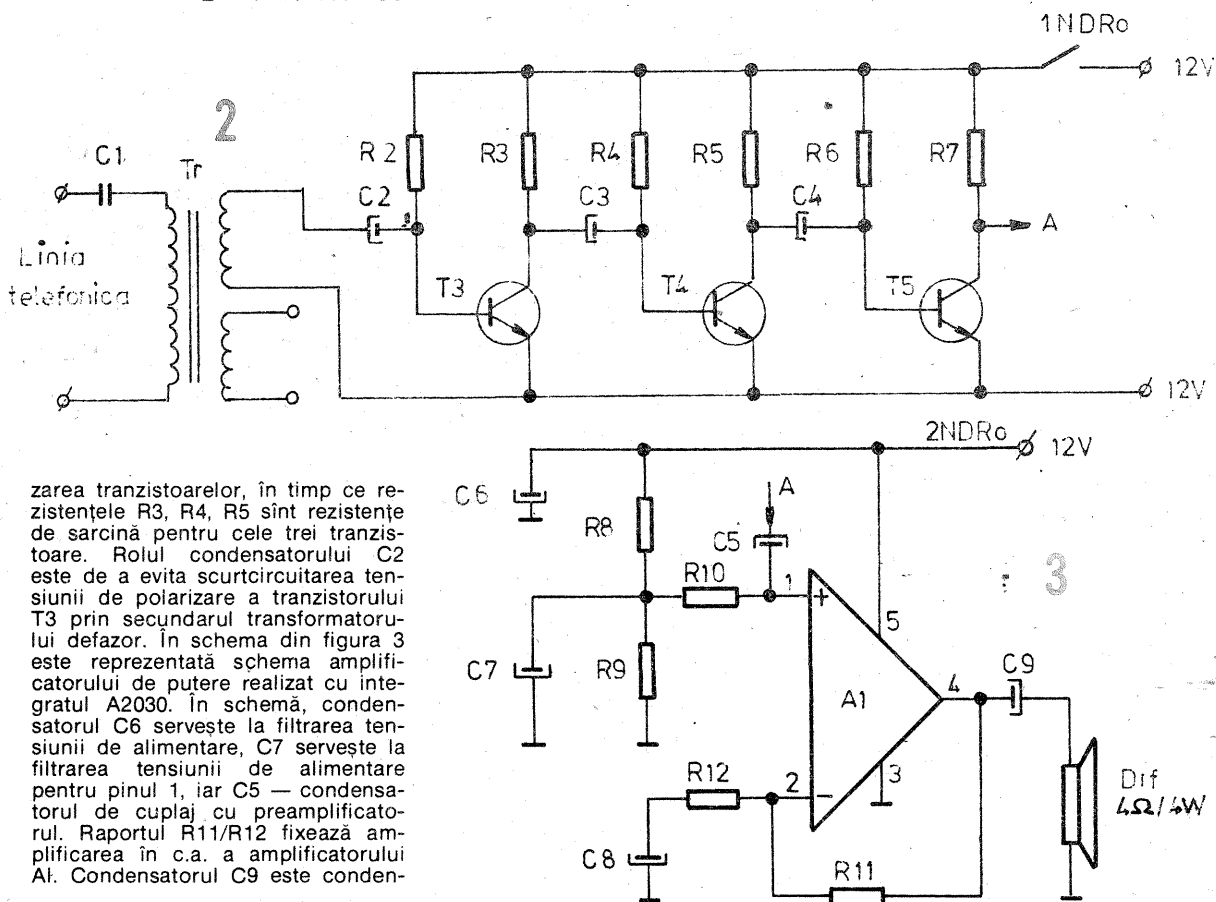 1NDRo
12V
2
C1
Tr
R2
R3
R4
R5
R6
R7
C2
C3
C4
A
Linia
telefonica
T3
T4
T5
12V
2NDRo
12V
zarea tranzistoarelor, în timp ce re-
zistențele R3, R4, R5 sînt rezistențe
de sarcină pentru cele trei tranzis-
toare. Rolul condensatorului C2
este de a evita scurtcircuitarea ten-
siunii de polarizare a tranzistorului
T3 prin secundarul transformatoru-
lui defazor. În schema din figura 3
este reprezentată schema amplifi-
catorului de putere realizat cu inte-
gratul A2030. În schemă, conden-
satorul C6 servește la filtrarea ten-
siunii de alimentare, C7 servește la
filtrarea tensiunii de alimentare
pentru pinul 1, iar C5 — condensa-
torul de cuplaj cu preamplificato-
rul. Raportul R11/R12 fixează am-
plificarea în c.a. a amplificatorului
A1. Condensatorul C9 este conden-
C6
R8
A
C5
3
R10
1
+
5
C7
R9
A1
4
C9
R12
2
−
3
Dif
4Ω/4W
C8
R11